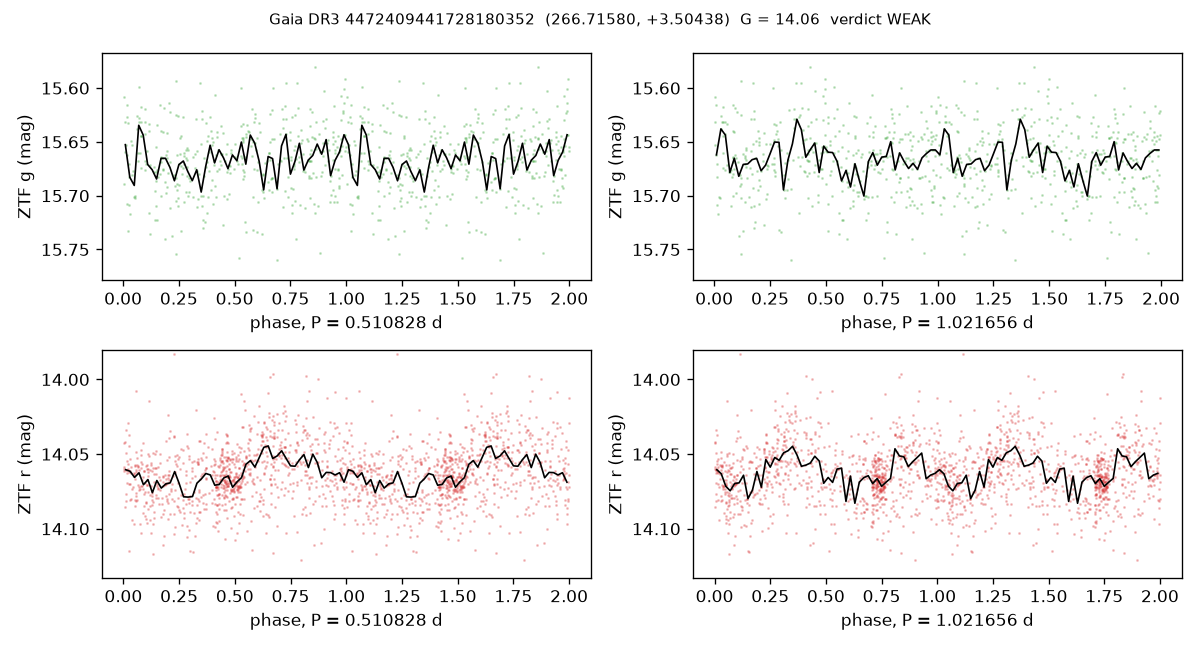 Gaia DR3 4472409441728180352 (266.71580, +3.50438) G = 14.06 verdict WEAK
ZTF g (mag)
15.60
15.65
15.70
15.75
0.00 0.25 0.50 0.75 1.00 1.25 1.50 1.75 2.00
phase, P = 0.510828 d
ZTF g (mag)
15.60
15.65
15.70
15.75
0.00 0.25 0.50 0.75 1.00 1.25 1.50 1.75 2.00
phase, P = 1.021656 d
ZTF r (mag)
14.00
14.05
14.10
0.00 0.25 0.50 0.75 1.00 1.25 1.50 1.75 2.00
phase, P = 0.510828 d
ZTF r (mag)
14.00
14.05
14.10
0.00 0.25 0.50 0.75 1.00 1.25 1.50 1.75 2.00
phase, P = 1.021656 d